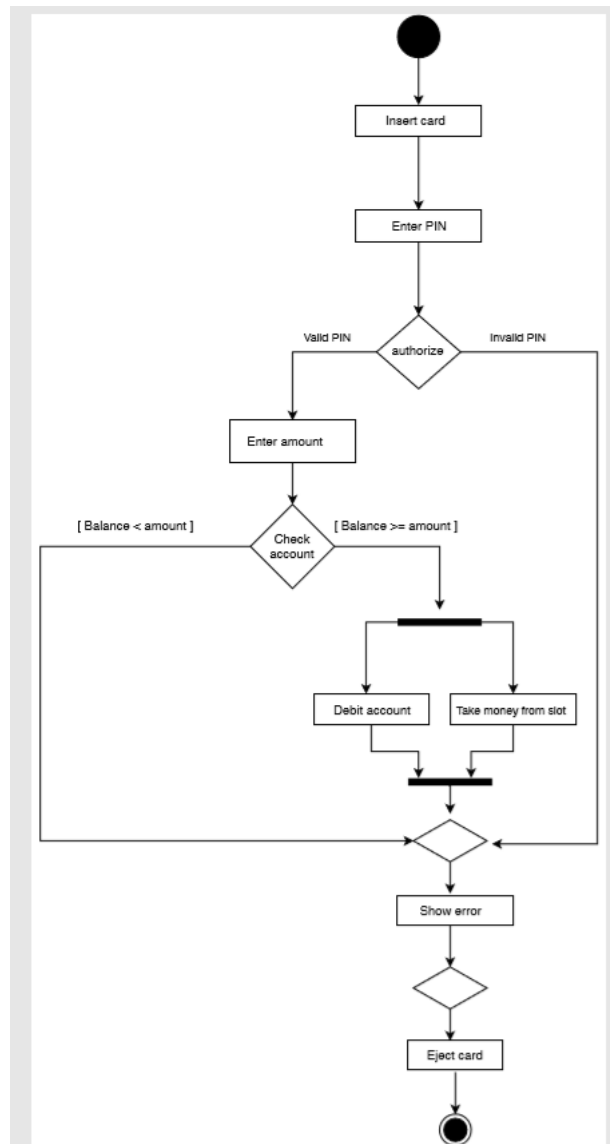 Insert card
Enter PIN
Valid PIN
authorize
Invalid PIN
Enter amount
[ Balance < amount ]
Check
account
[ Balance >= amount ]
Debit account
Take money from slot
Show error
Eject card